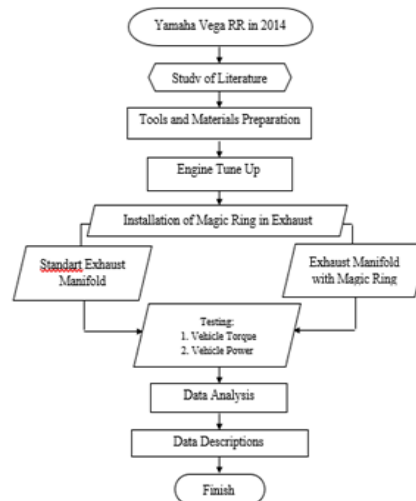 Yamaha Vega RR in 2014
Study of Literature
Tools and Materials Preparation
Engine Tune Up
Installation of Magic Ring in Exhaust
Standart Exhaust
Manifold
Exhaust Manifold
with Magic Ring
Testing:
1. Vehicle Torque
2. Vehicle Power
Data Analysis
Data Descriptions
Finish